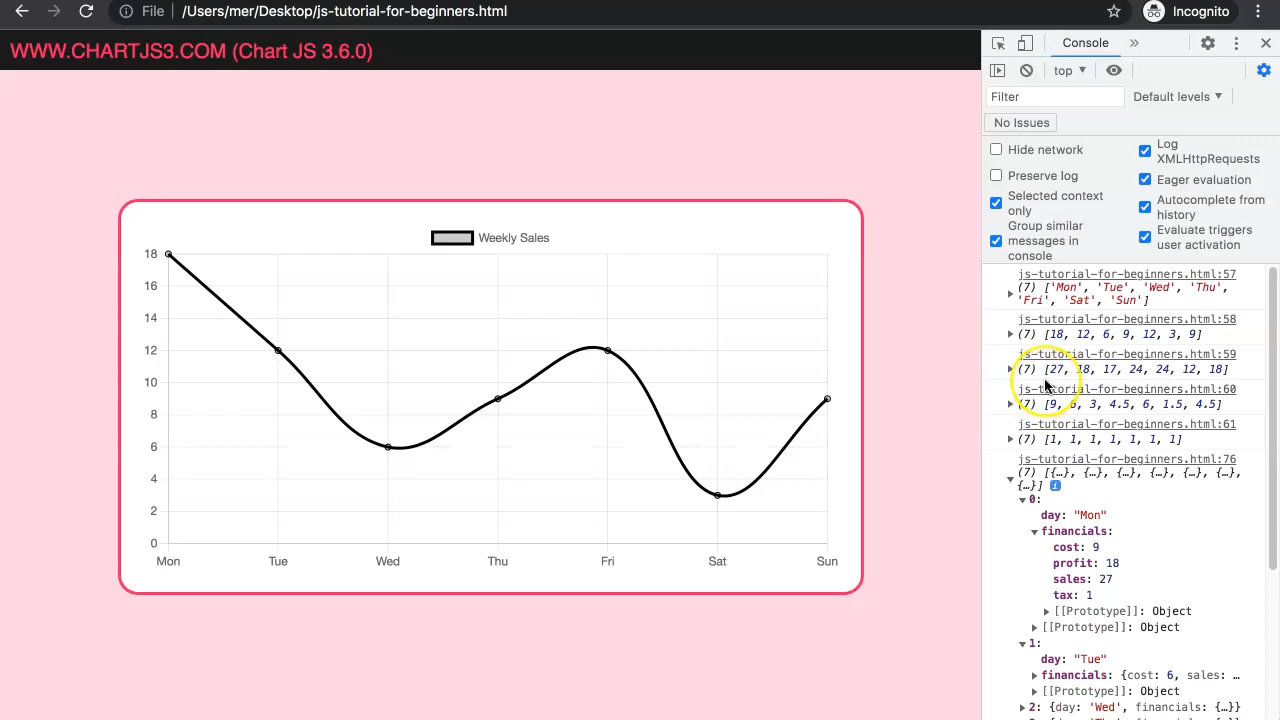 File /Users/mer/Desktop/js-tutorial-for-beginners.html Incognito
WWW.CHARTJS3.COM (Chart JS 3.6.0)
Weekly Sales
18
16
14
12
10
8
6
4
2
0
Mon Tue Wed Thu Fri Sat Sun
Console
top
Filter Default levels
No Issues
Hide network
Log
XMLHttpRequests
Preserve log
Eager evaluation
Selected context
only
Autocomplete from
history
Group similar
messages in
console
Evaluate triggers
user activation
js-tutorial-for-beginners.html:57
(7) ['Mon', 'Tue', 'Wed', 'Thu',
'Fri', 'Sat', 'Sun']
js-tutorial-for-beginners.html:58
(7) [18, 12, 6, 9, 12, 3, 9]
js-tutorial-for-beginners.html:59
(7) [27, 18, 17, 24, 24, 12, 18]
js-tutorial-for-beginners.html:60
(7) [9, 6, 3, 4.5, 6, 1.5, 4.5]
js-tutorial-for-beginners.html:61
(7) [1, 1, 1, 1, 1, 1, 1]
js-tutorial-for-beginners.html:76
(7) [{…}, {…}, {…}, {…}, {…}, {…},
{…}]
0:
day: "Mon"
financials:
cost: 9
profit: 18
sales: 27
tax: 1
[[Prototype]]: Object
[[Prototype]]: Object
1:
day: "Tue"
financials: {cost: 6, sales: …
[[Prototype]]: Object
2: {day: 'Wed', financials: {…}}